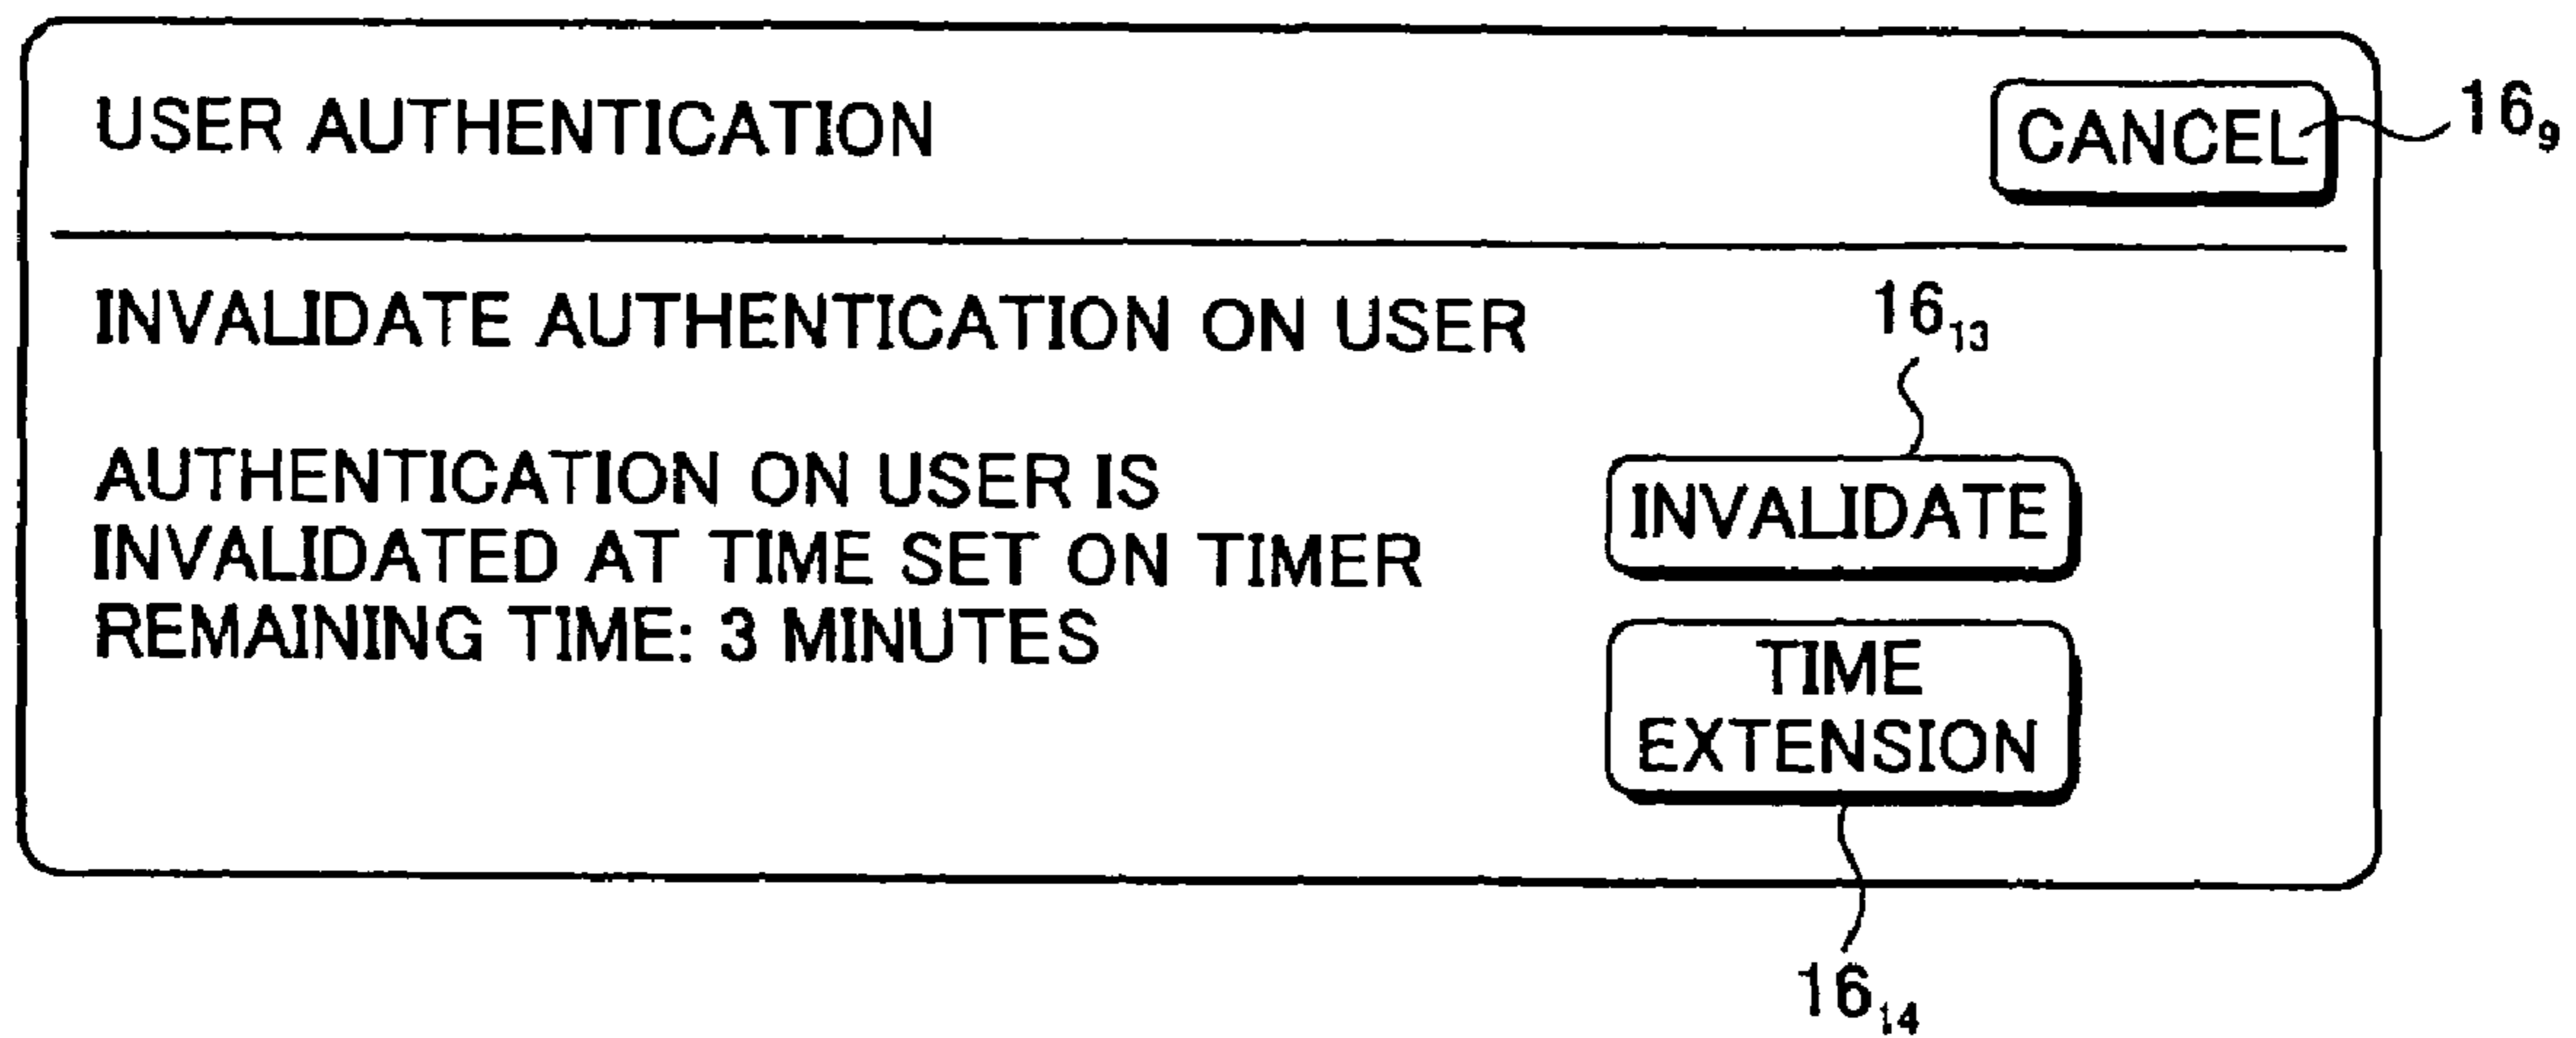 USER AUTHENTICATION
CANCEL
16₉
INVALIDATE AUTHENTICATION ON USER
16₁₃
AUTHENTICATION ON USER IS
INVALIDATED AT TIME SET ON TIMER
REMAINING TIME: 3 MINUTES
INVALIDATE
TIME
EXTENSION
16₁₄